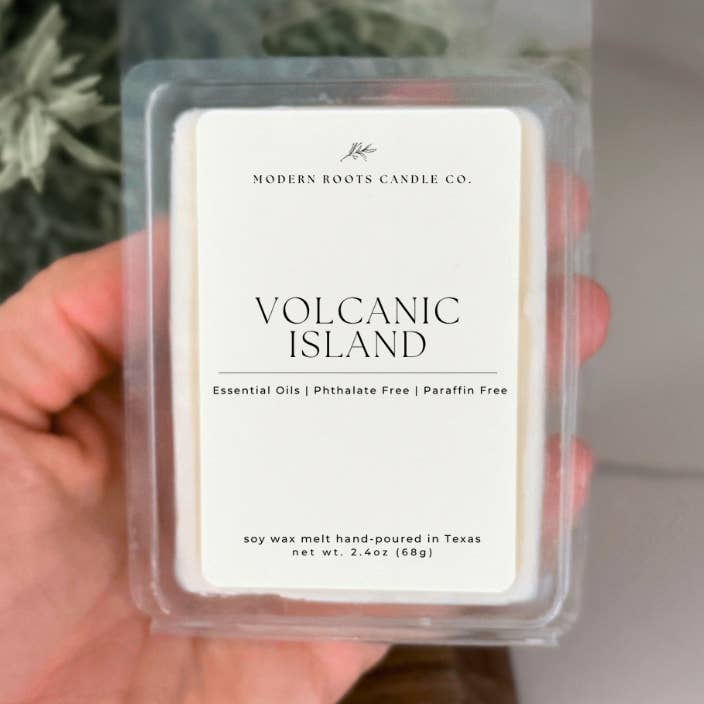 MODERN ROOTS CANDLE CO.
VOLCANIC
ISLAND
Essential Oils | Phthalate Free | Paraffin Free
soy wax melt hand-poured in Texas
net wt. 2.4oz (68g)